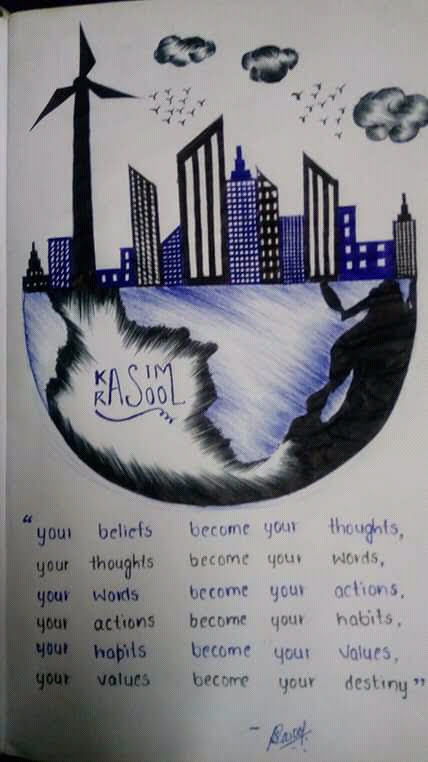 KASIM
RASOOL
“your beliefs become your thoughts,
your thoughts become your words,
your words become your actions,
your actions become your habits,
your habits become your values,
your values become your destiny”